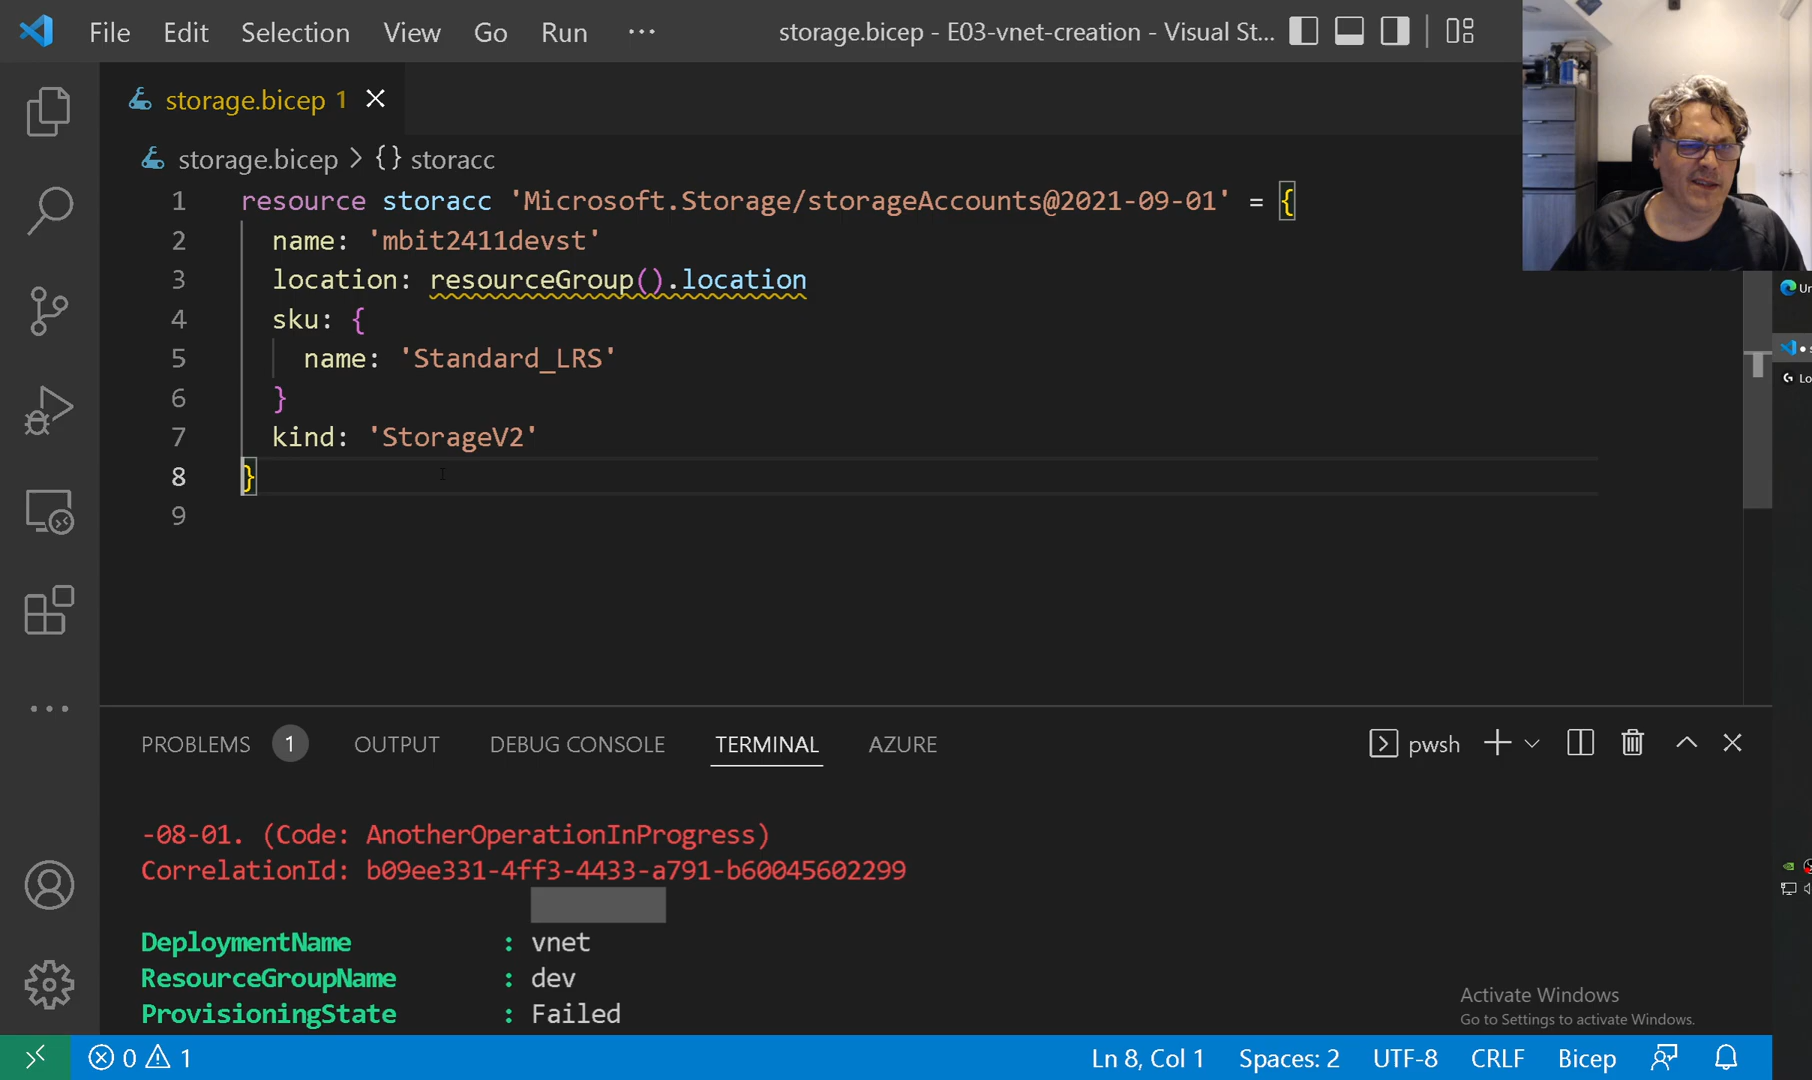 File Edit Selection View Go Run ··· storage.bicep - E03-vnet-creation - Visual St...
storage.bicep 1
storage.bicep > {} storacc
1 resource storacc 'Microsoft.Storage/storageAccounts@2021-09-01' = {
2 name: 'mbit2411devst'
3 location: resourceGroup().location
4 sku: {
5 name: 'Standard_LRS'
6 }
7 kind: 'StorageV2'
8 }
9
PROBLEMS 1 OUTPUT DEBUG CONSOLE TERMINAL AZURE pwsh
-08-01. (Code: AnotherOperationInProgress)
CorrelationId: b09ee331-4ff3-4433-a791-b60045602299
DeploymentName : vnet
ResourceGroupName : dev
ProvisioningState : Failed
Activate Windows
Go to Settings to activate Windows.
0 1 Ln 8, Col 1 Spaces: 2 UTF-8 CRLF Bicep